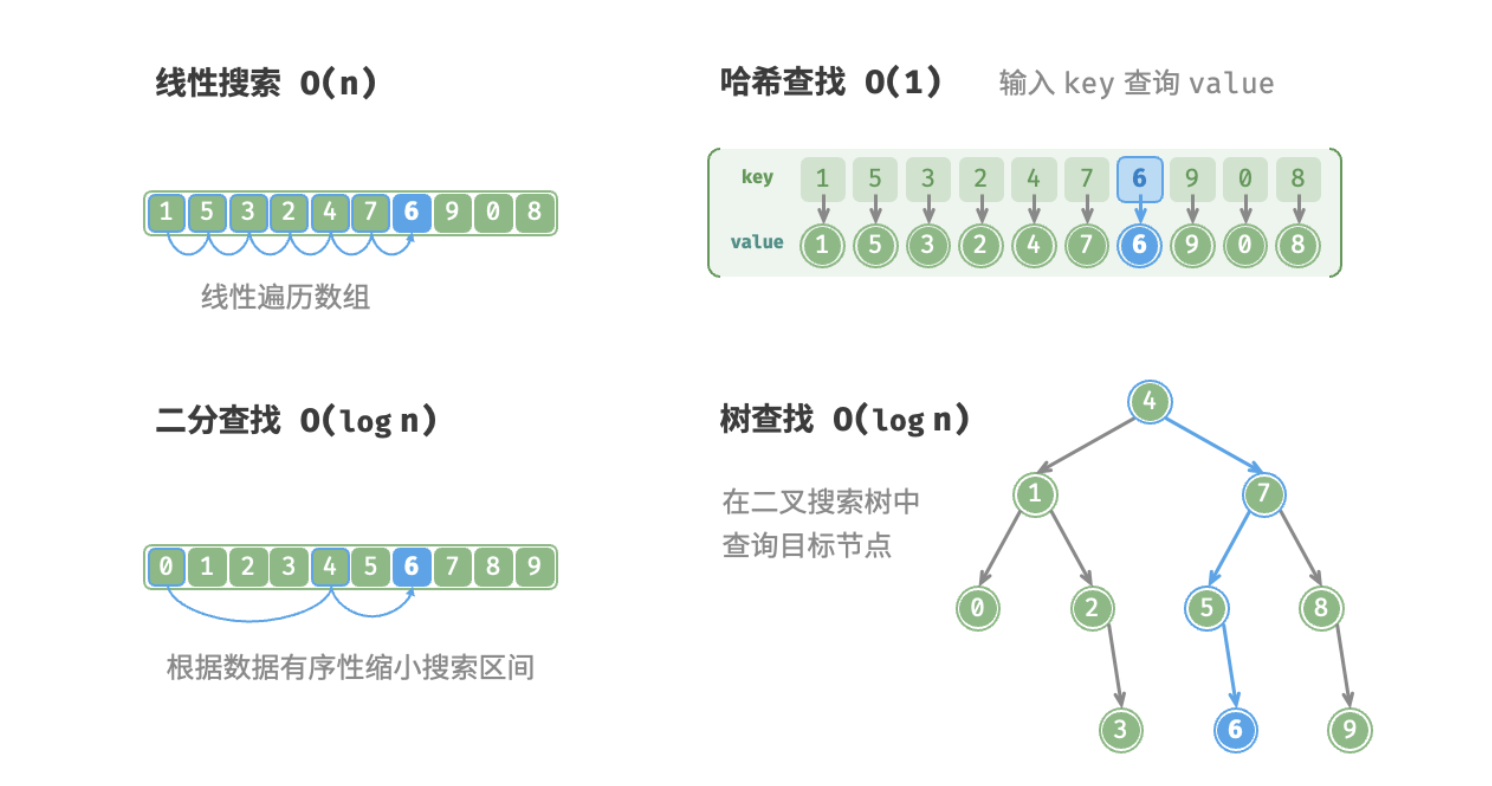 线性搜索 O(n)
1 5 3 2 4 7 6 9 0 8
线性遍历数组
哈希查找 O(1) 输入 key 查询 value
key 1 5 3 2 4 7 6 9 0 8
value 1 5 3 2 4 7 6 9 0 8
二分查找 O(log n)
0 1 2 3 4 5 6 7 8 9
根据数据有序性缩小搜索区间
树查找 O(log n)
在二叉搜索树中
查询目标节点
4
1 7
0 2 5 8
3 6 9